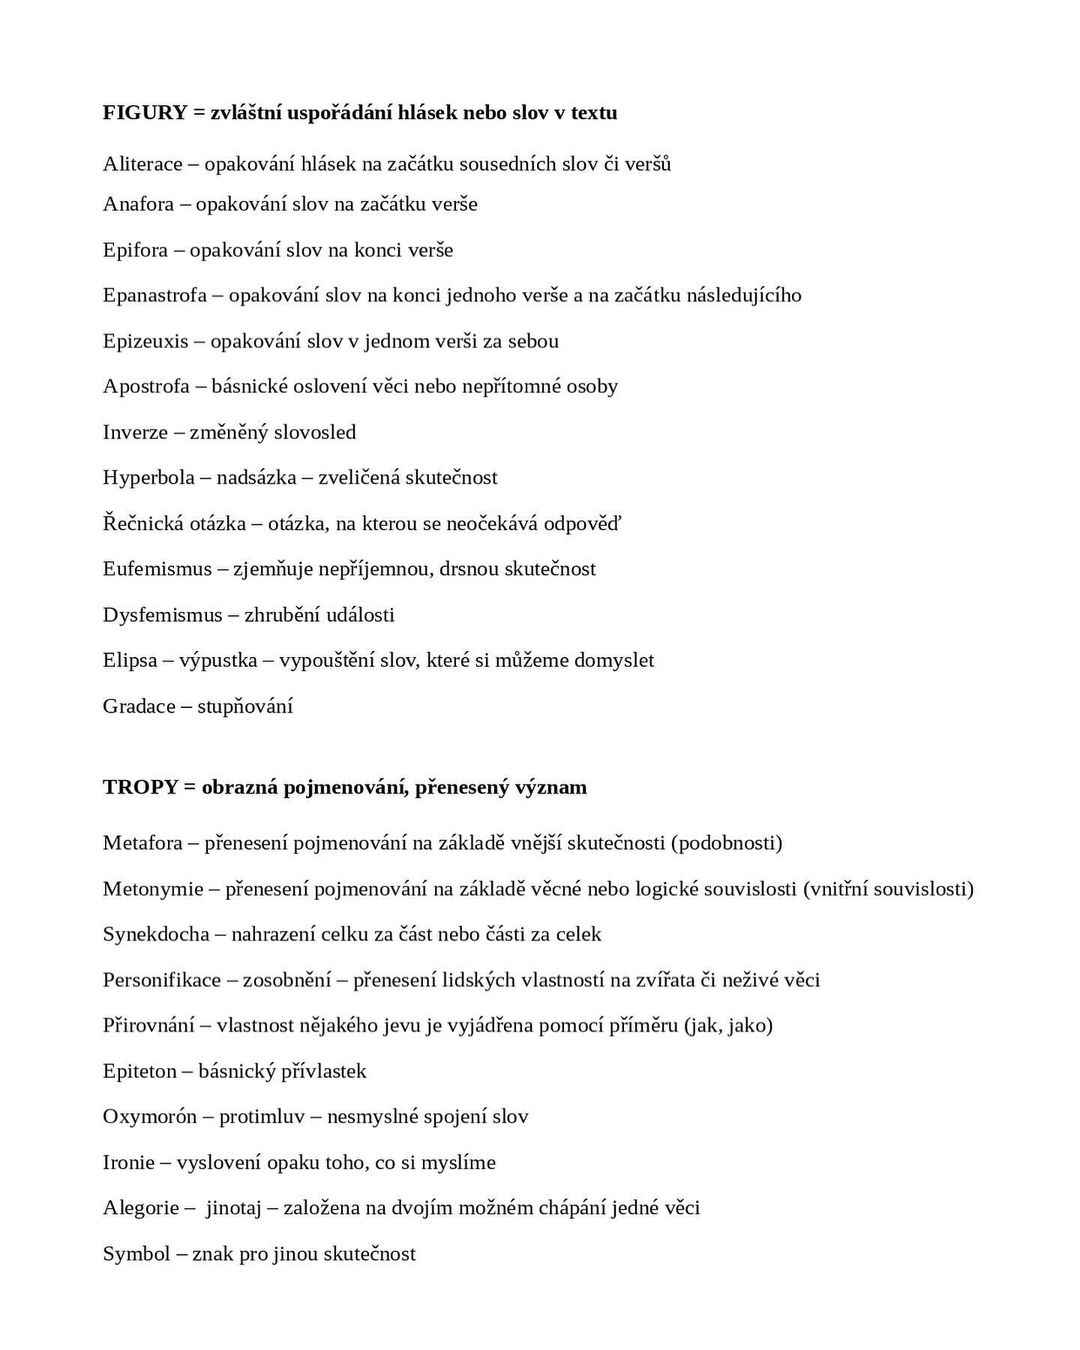 FIGURY = zvláštní uspořádání hlásek nebo slov v textu
Aliterace – opakování hlásek na začátku sousedních slov či veršů
Anafora – opakování slov na začátku verše
Epifora – opakování slov na konci verše
Epanastrofa – opakování slov na konci jednoho verše a na začátku následujícího
Epizeuxis – opakování slov v jednom verši za sebou
Apostrofa – básnické oslovení věci nebo nepřítomné osoby
Inverze – změněný slovosled
Hyperbola – nadsázka – zveličená skutečnost
Řečnická otázka – otázka, na kterou se neočekává odpověď
Eufemismus – zjemňuje nepříjemnou, drsnou skutečnost
Dysfemismus – zhrubění události
Elipsa – výpustka – vypouštění slov, které si můžeme domyslet
Gradace – stupňování
TROPY = obrazná pojmenování, přenesený význam
Metafora – přenesení pojmenování na základě vnější skutečnosti (podobnosti)
Metonymie – přenesení pojmenování na základě věcné nebo logické souvislosti (vnitřní souvislosti)
Synekdocha – nahrazení celku za část nebo části za celek
Personifikace – zosobnění – přenesení lidských vlastností na zvířata či neživé věci
Přirovnání – vlastnost nějakého jevu je vyjádřena pomocí příměru (jak, jako)
Epiteton – básnický přívlastek
Oxymorón – protimluv – nesmyslné spojení slov
Ironie – vyslovení opaku toho, co si myslíme
Alegorie –  jinotaj – založena na dvojím možném chápání jedné věci
Symbol – znak pro jinou skutečnost